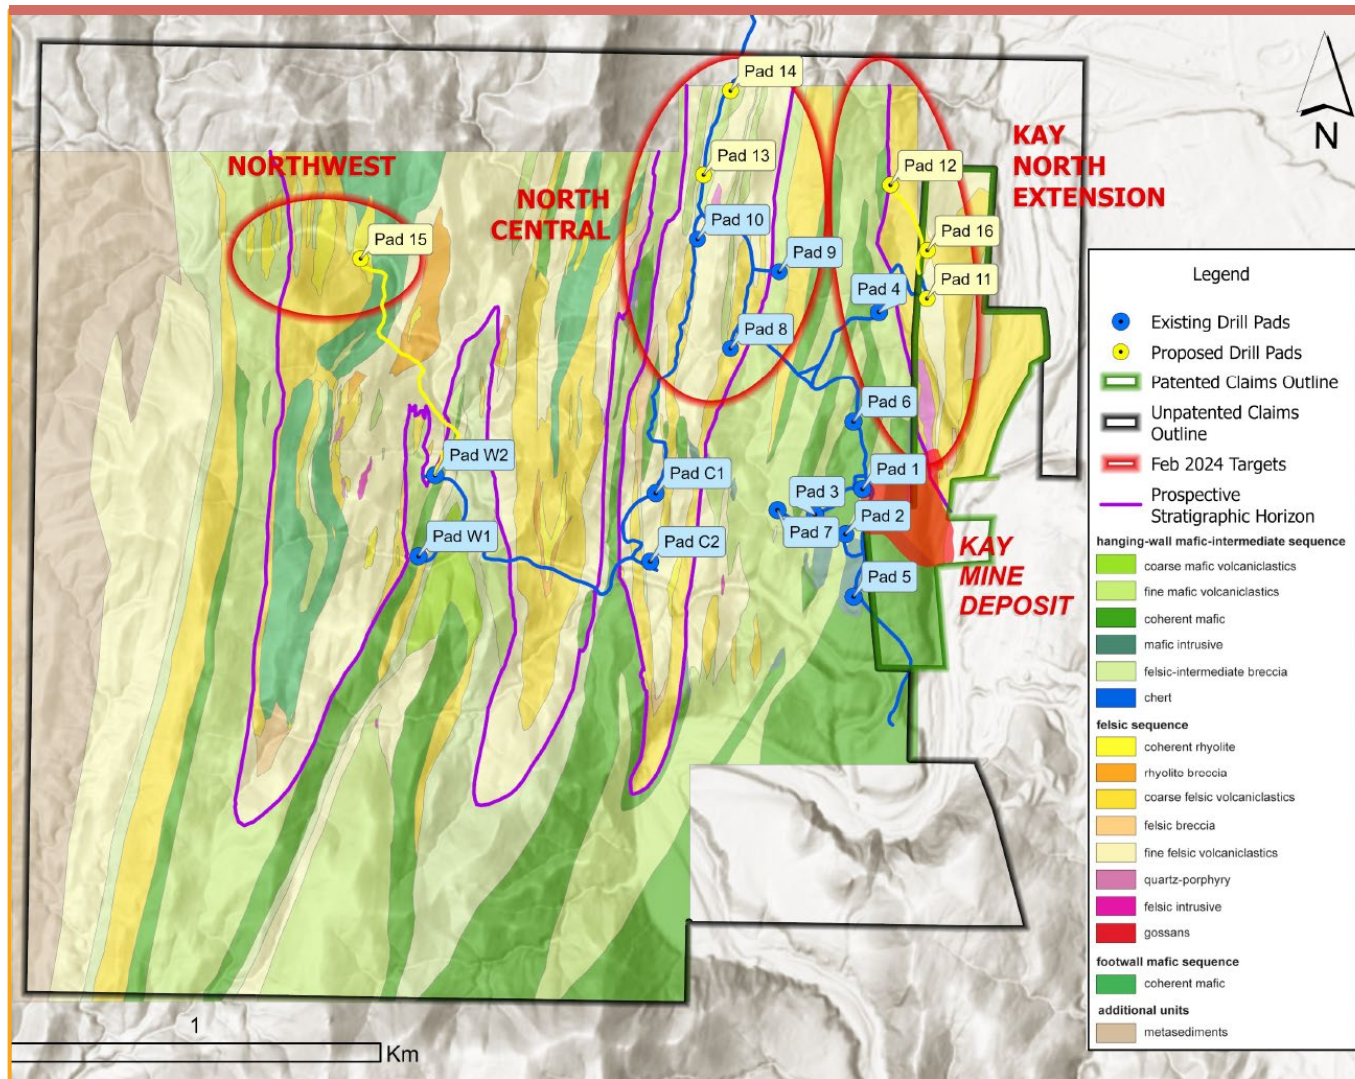 Pad 14
N
KAY
NORTH
EXTENSION
NORTHWEST
Pad 13
Pad 12
NORTH
CENTRAL
Pad 10
Pad 15
Pad 9
Pad 16
Pad 11
Pad 4
Pad 8
Pad 6
Pad W2
Pad C1
Pad 1
Pad 3
Pad 2
Pad 7
Pad W1
Pad C2
KAY
MINE
DEPOSIT
Pad 5
Legend
Existing Drill Pads
Proposed Drill Pads
Patented Claims Outline
Unpatented Claims
Outline
Feb 2024 Targets
Prospective
Stratigraphic Horizon
hanging-wall mafic-intermediate sequence
coarse mafic volcaniclastics
fine mafic volcaniclastics
coherent mafic
mafic intrusive
felsic-intermediate breccia
chert
felsic sequence
coherent rhyolite
rhyolite breccia
coarse felsic volcaniclastics
felsic breccia
fine felsic volcaniclastics
quartz-porphyry
felsic intrusive
gossans
footwall mafic sequence
coherent mafic
additional units
metasediments
1
Km